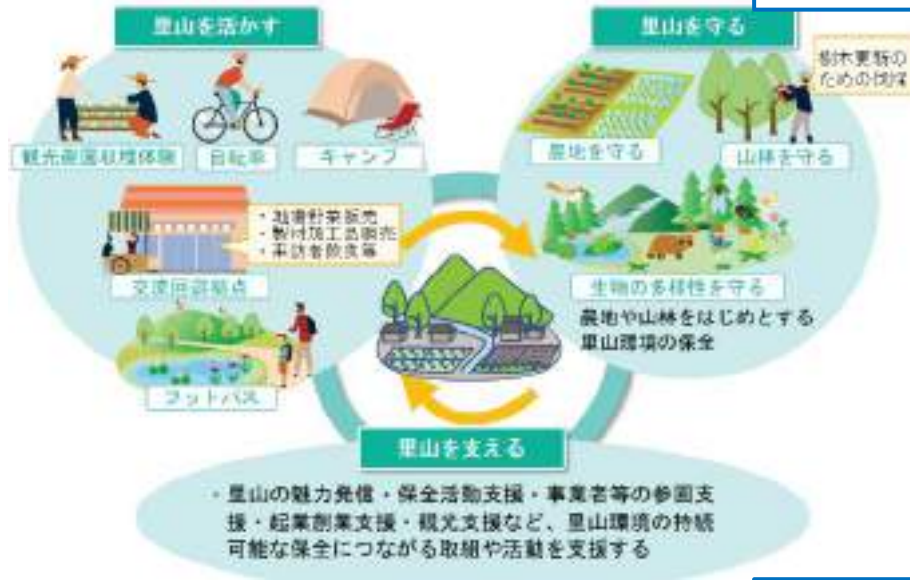 里山を活かす
観光農園収穫体験
自転車
キャンプ
・地場野菜販売
・製材加工品販売
・来訪者飲食等
交流回遊拠点
フットパス
里山を守る
樹木更新の
ための伐採
農地を守る
山林を守る
生物の多様性を守る
農地や山林をはじめとする
里山環境の保全
里山を支える
・里山の魅力発信・保全活動支援・事業者等の参画支
援・起業創業支援・観光支援など、里山環境の持続
可能な保全につながる取組や活動を支援する